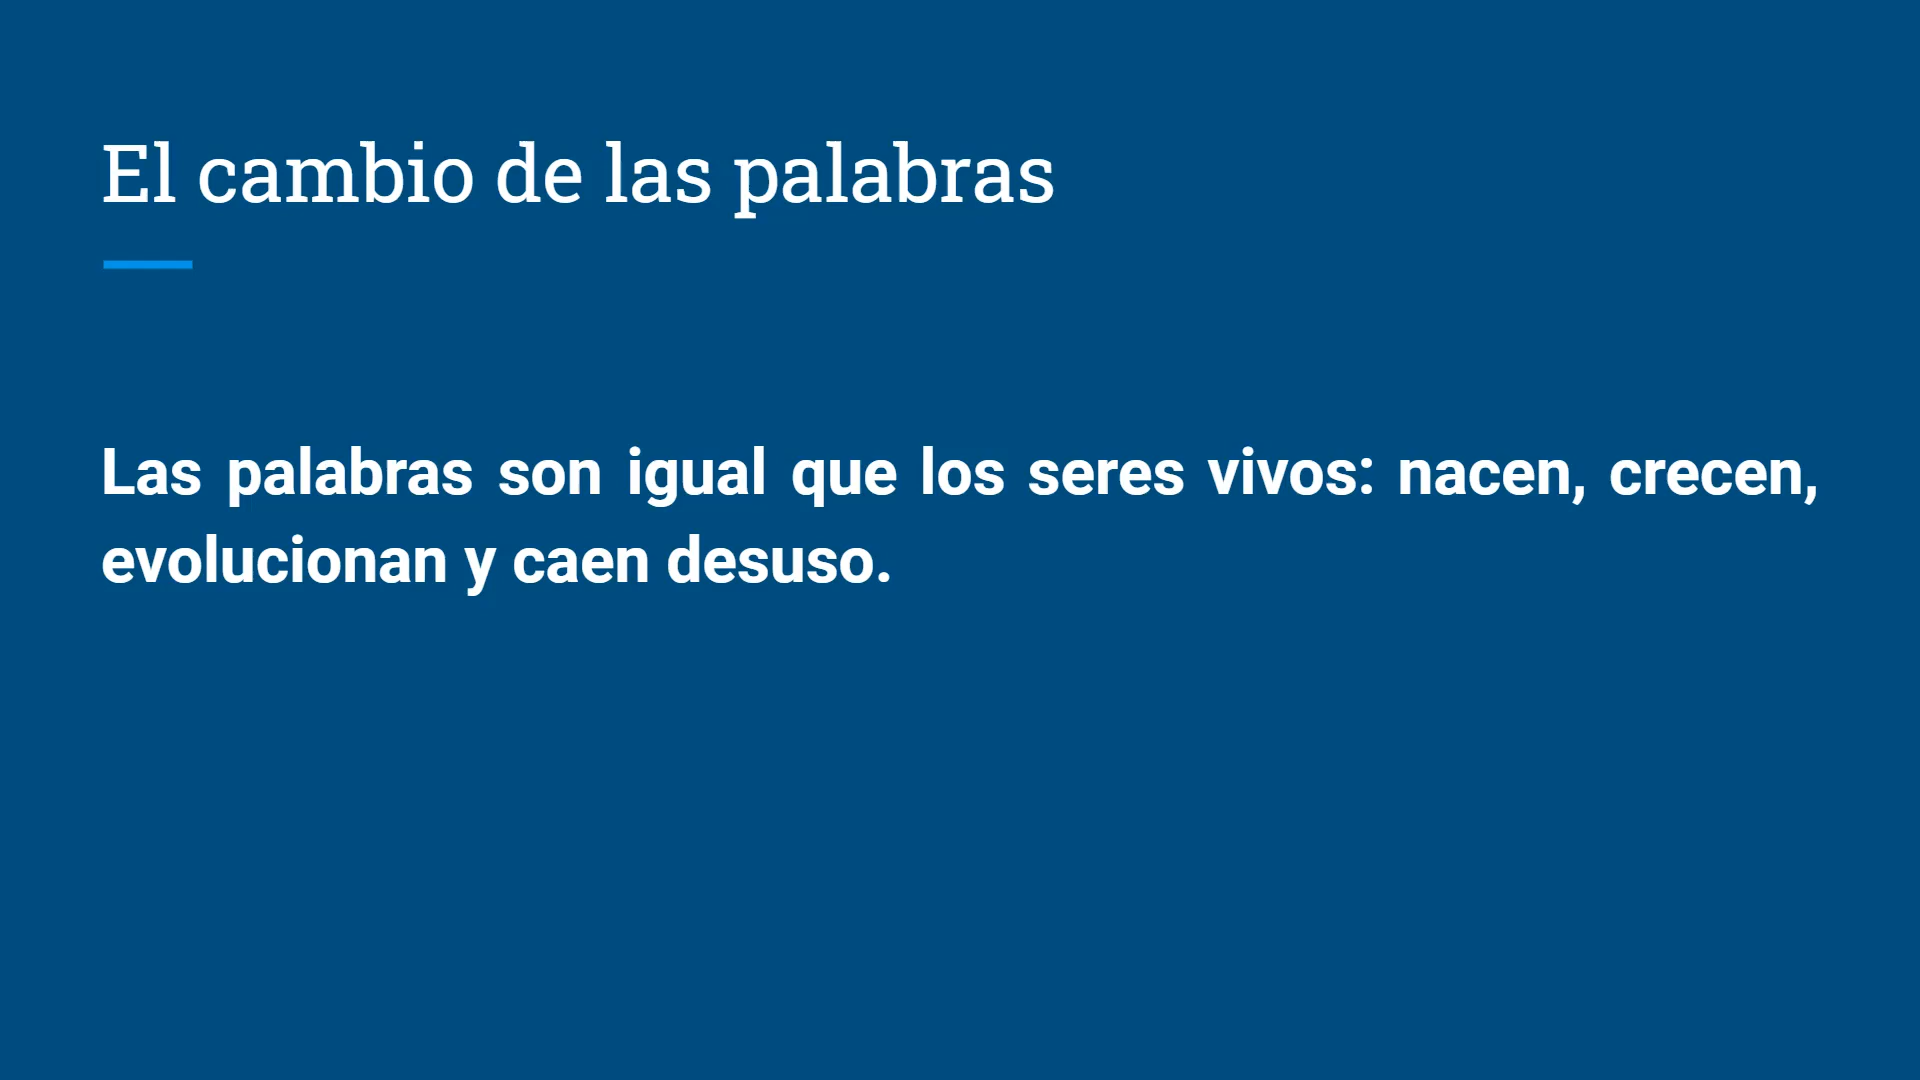 El cambio de las palabras
Las palabras son igual que los seres vivos: nacen, crecen,
evolucionan y caen desuso.